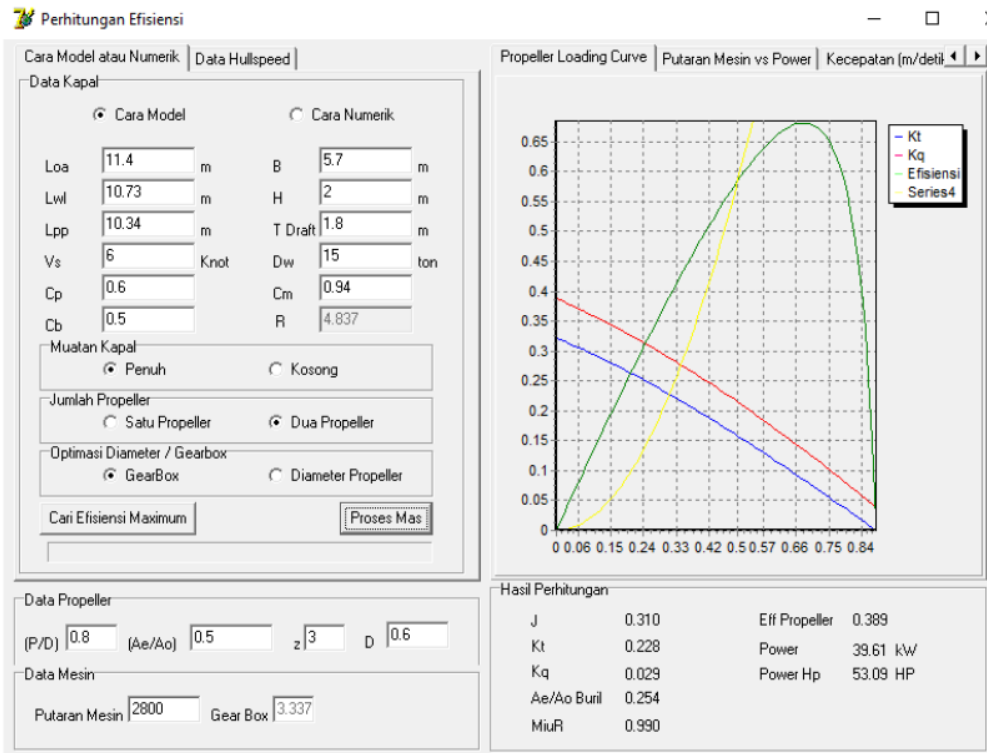 Perhitungan Efisiensi
Cara Model atau Numerik Data Hullspeed
Data Kapal
Cara Model Cara Numerik
Loa 11.4 m B 5.7 m
Lwl 10.73 m H 2 m
Lpp 10.34 m T Draft 1.8 m
Vs 6 Knot Dw 15 ton
Cp 0.6 Cm 0.94
Cb 0.5 R 4.837
Muatan Kapal
Penuh Kosong
Jumlah Propeller
Satu Propeller Dua Propeller
Optimasi Diameter / Gearbox
GearBox Diameter Propeller
Cari Efisiensi Maximum Proses Mas
Data Propeller
(P/D) 0.8 (Ae/Ao) 0.5 z 3 D 0.6
Data Mesin
Putaran Mesin 2800 Gear Box 3.337
Propeller Loading Curve Putaran Mesin vs Power Kecepatan (m/detik
0.65
0.6
0.55
0.5
0.45
0.4
0.35
0.3
0.25
0.2
0.15
0.1
0.05
0
0 0.06 0.15 0.24 0.33 0.42 0.5 0.57 0.66 0.75 0.84
Kt
Kq
Efisiensi
Series4
Hasil Perhitungan
J 0.310 Eff Propeller 0.389
Kt 0.228 Power 39.61 kW
Kq 0.029 Power Hp 53.09 HP
Ae/Ao Buril 0.254
MiuR 0.990